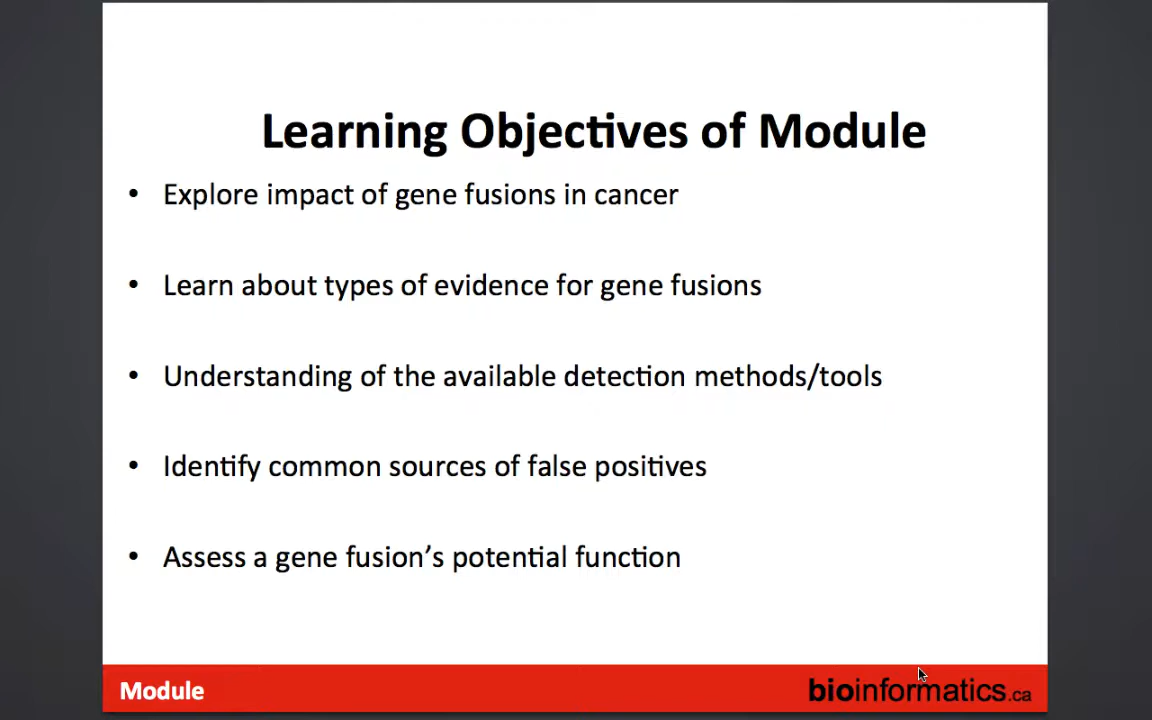 Learning Objectives of Module
• Explore impact of gene fusions in cancer
• Learn about types of evidence for gene fusions
• Understanding of the available detection methods/tools
• Identify common sources of false positives
• Assess a gene fusion’s potential function
Module
bioinformatics.ca